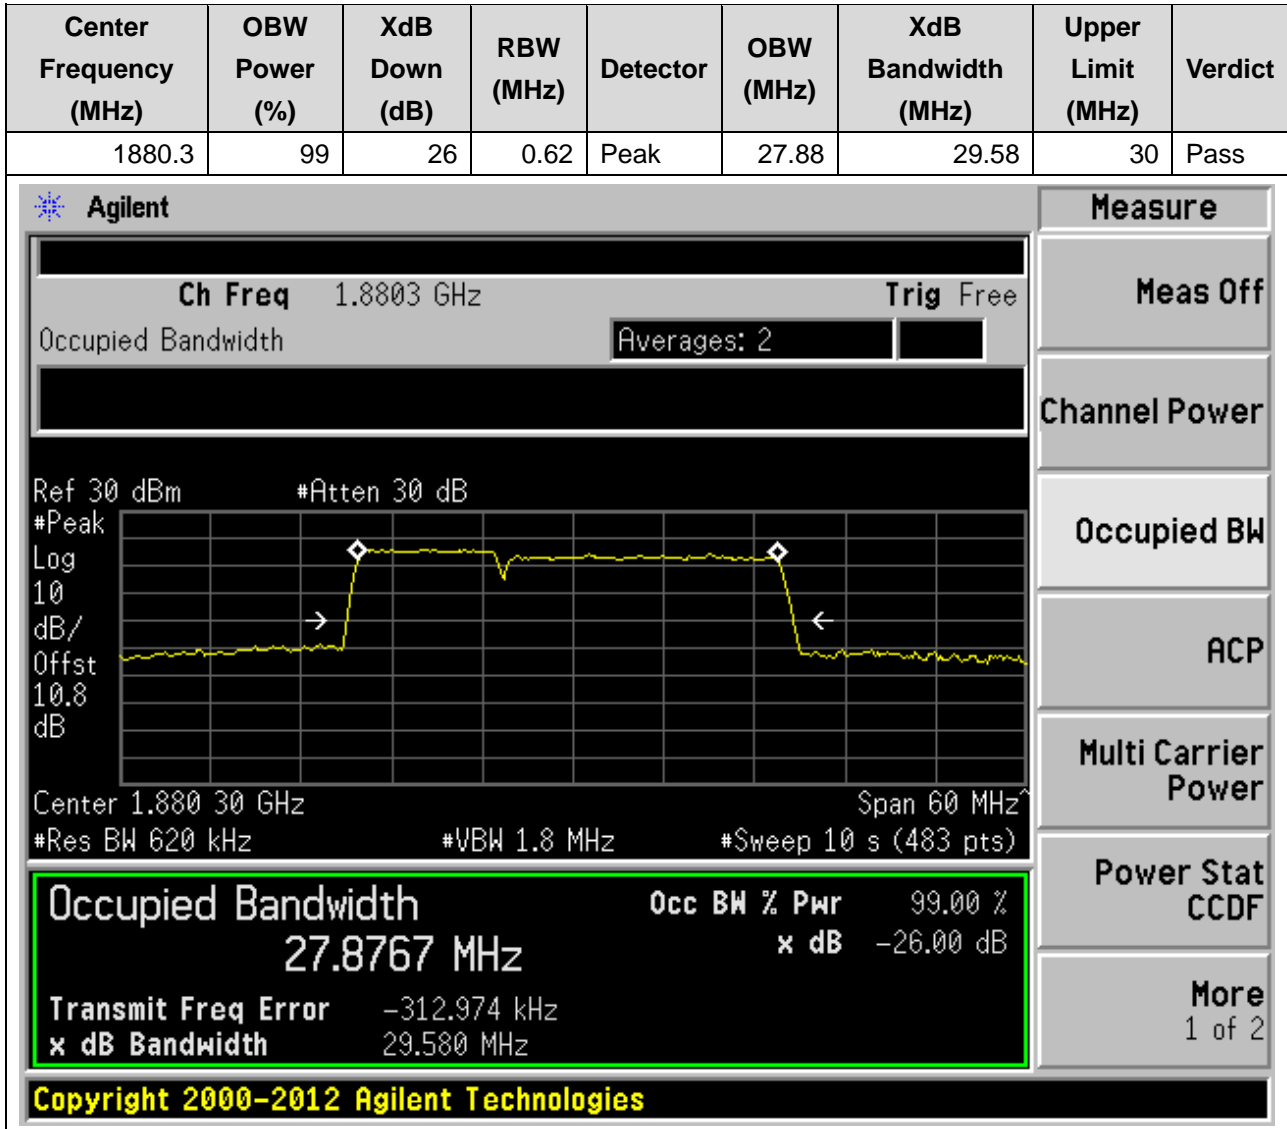 Center Frequency (MHz) OBW Power (%) XdB Down (dB) RBW (MHz) Detector OBW (MHz) XdB Bandwidth (MHz) Upper Limit (MHz) Verdict
1880.3 99 26 0.62 Peak 27.88 29.58 30 Pass
Agilent
Measure
Ch Freq 1.8803 GHz Trig Free
Meas Off
Occupied Bandwidth Averages: 2
Channel Power
Ref 30 dBm #Atten 30 dB
#Peak
Log
10
dB/
Offst
10.8
dB
Occupied BW
ACP
Multi Carrier
Power
Center 1.880 30 GHz Span 60 MHz^
#Res BW 620 kHz #VBW 1.8 MHz #Sweep 10 s (483 pts)
Power Stat
CCDF
Occupied Bandwidth Occ BW % Pwr 99.00 %
27.8767 MHz x dB -26.00 dB
Transmit Freq Error -312.974 kHz
x dB Bandwidth 29.580 MHz
More
1 of 2
Copyright 2000-2012 Agilent Technologies